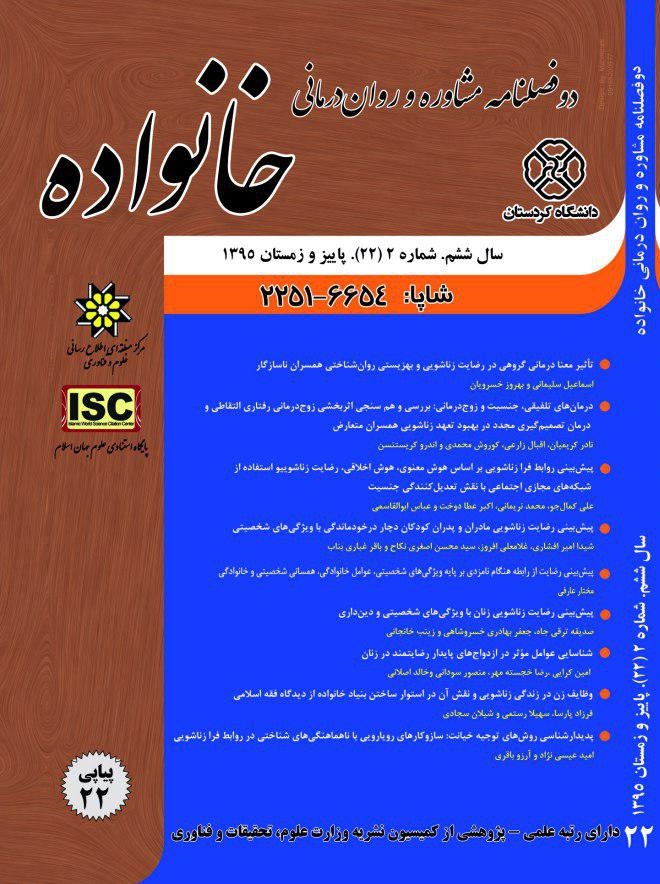 دوفصلنامه مشاوره و روان‌درمانی
خانواده
دانشگاه کردستان
سال ششم. شماره ۲ (۲۲). پاییز و زمستان ۱۳۹۵
شاپا: ۶۶۵۴-۲۲۵۱
مرکز منطقه‌ای اطلاع رسانی
علوم و فناوری
ISC
Islamic World Science Citation Center
پایگاه استنادی علوم جهان اسلام
تأثیر معنا درمانی گروهی در رضایت زناشویی و بهزیستی روان‌شناختی همسران ناسازگار
اسماعیل سلیمانی و بهروز خسرویان
درمان‌های تلفیقی، جنسیت و زوج‌درمانی: بررسی و هم سنجی اثربخشی زوج‌درمانی رفتاری التقاطی و
درمان تصمیم‌گیری مجدد در بهبود تعهد زناشویی همسران متعارض
نادر کریمیان، اقبال زارعی، کوروش محمدی و اندرو کریستنسن
پیش‌بینی روابط فرا زناشویی بر اساس هوش معنوی، هوش اخلاقی، رضایت زناشوییو استفاده از
شبکه‌های مجازی اجتماعی با نقش تعدیل‌کنندگی جنسیت
علی کمال‌جو، محمد نریمانی، اکبر عطا دوخت و عباس ابوالقاسمی
پیش‌بینی رضایت زناشویی مادران و پدران کودکان دچار درخودماندگی با ویژگی‌های شخصیتی
شیدا امیر افشاری، غلامعلی افروز، سید محسن اصغری نکاح و باقر غباری بناب
پیش‌بینی رضایت از رابطه هنگام نامزدی بر پایه ویژگی‌های شخصیتی، عوامل خانوادگی، همسانی شخصیتی و خانوادگی
مختار عارفی
پیش‌بینی رضایت زناشویی زنان با ویژگی‌های شخصیتی و دین‌داری
صدیقه ترقی جاه، جعفر بهادری خسروشاهی و زینب خانجانی
شناسایی عوامل مؤثر در ازدواج‌های پایدار رضایتمند در زنان
امین کرایی ،رضا خجسته مهر، منصور سودانی وخالد اصلانی
وظایف زن در زندگی زناشویی و نقش آن در استوار ساختن بنیاد خانواده از دیدگاه فقه اسلامی
فرزاد پارسا، سهیلا رستمی و شیلان سجادی
پدیدارشناسی روش‌های توجیه خیانت: سازوکارهای رویارویی با ناهماهنگی‌های شناختی در روابط فرا زناشویی
امید عیسی نژاد و آرزو باقری
پیاپی
۲۲
دارای رتبه علمی – پژوهشی از کمیسیون نشریه وزارت علوم، تحقیقات و فناوری
دوفصلنامه مشاوره و روان درمانی خانواده
سال ششم. شماره ۲ (۲۲). پاییز و زمستان ۱۳۹۵
۲۲